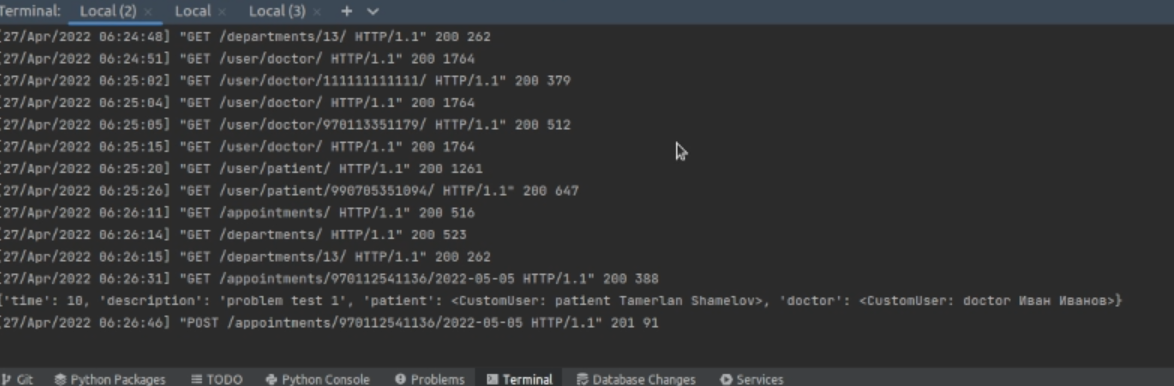 Terminal: Local (2) × Local × Local (3) × +
[27/Apr/2022 06:24:48] "GET /departments/13/ HTTP/1.1" 200 262
[27/Apr/2022 06:24:51] "GET /user/doctor/ HTTP/1.1" 200 1764
[27/Apr/2022 06:25:02] "GET /user/doctor/111111111111/ HTTP/1.1" 200 379
[27/Apr/2022 06:25:04] "GET /user/doctor/ HTTP/1.1" 200 1764
[27/Apr/2022 06:25:05] "GET /user/doctor/970113351179/ HTTP/1.1" 200 512
[27/Apr/2022 06:25:15] "GET /user/doctor/ HTTP/1.1" 200 1764
[27/Apr/2022 06:25:20] "GET /user/patient/ HTTP/1.1" 200 1261
[27/Apr/2022 06:25:26] "GET /user/patient/990705351094/ HTTP/1.1" 200 647
[27/Apr/2022 06:26:11] "GET /appointments/ HTTP/1.1" 200 516
[27/Apr/2022 06:26:14] "GET /departments/ HTTP/1.1" 200 523
[27/Apr/2022 06:26:15] "GET /departments/13/ HTTP/1.1" 200 262
[27/Apr/2022 06:26:31] "GET /appointments/970112541136/2022-05-05 HTTP/1.1" 200 388
{'time': 10, 'description': 'problem test 1', 'patient': <CustomUser: patient Tamerlan Shamelov>, 'doctor': <CustomUser: doctor Иван Иванов>}
[27/Apr/2022 06:26:46] "POST /appointments/970112541136/2022-05-05 HTTP/1.1" 201 91
Git Python Packages TODO Python Console Problems Terminal Database Changes Services